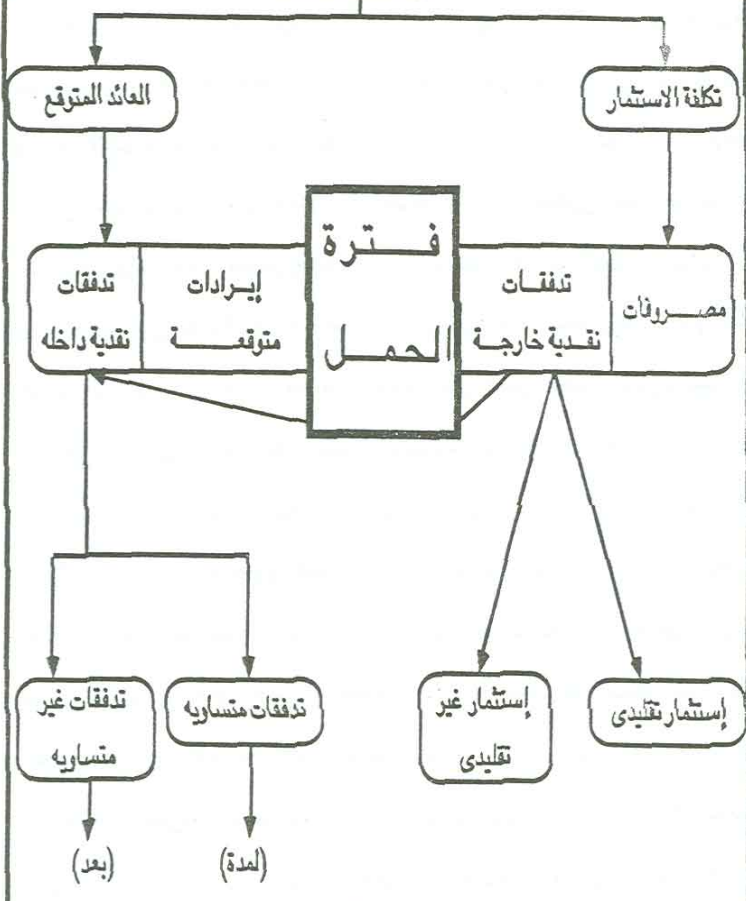 تكلفة الاستثمار
العائد المتوقع
مصروفات
تدفقات
نقدية خارجة
فترة
الحمل
إيرادات
متوقعة
تدفقات
نقدية داخله
إستثمار تقليدى
إستثمار غير
تقليدى
تدفقات متساويه
تدفقات غير
متساويه
(لمدة)
(بعد)